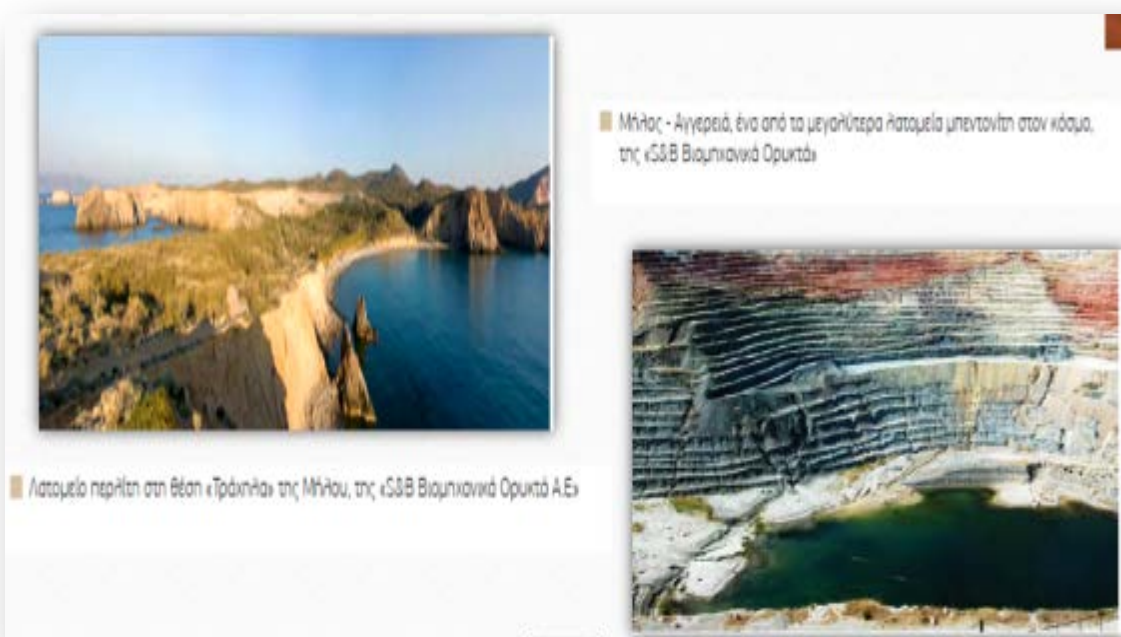 Μήλος - Αγγεριά, ένα από τα μεγαλύτερα λατομεία μπεντονίτη στον κόσμο,
της «S&B Βιομηχανικά Ορυκτά»
Λατομείο περλίτη στη θέση «Τράχηλα» της Μήλου, της «S&B Βιομηχανικά Ορυκτά Α.Ε»